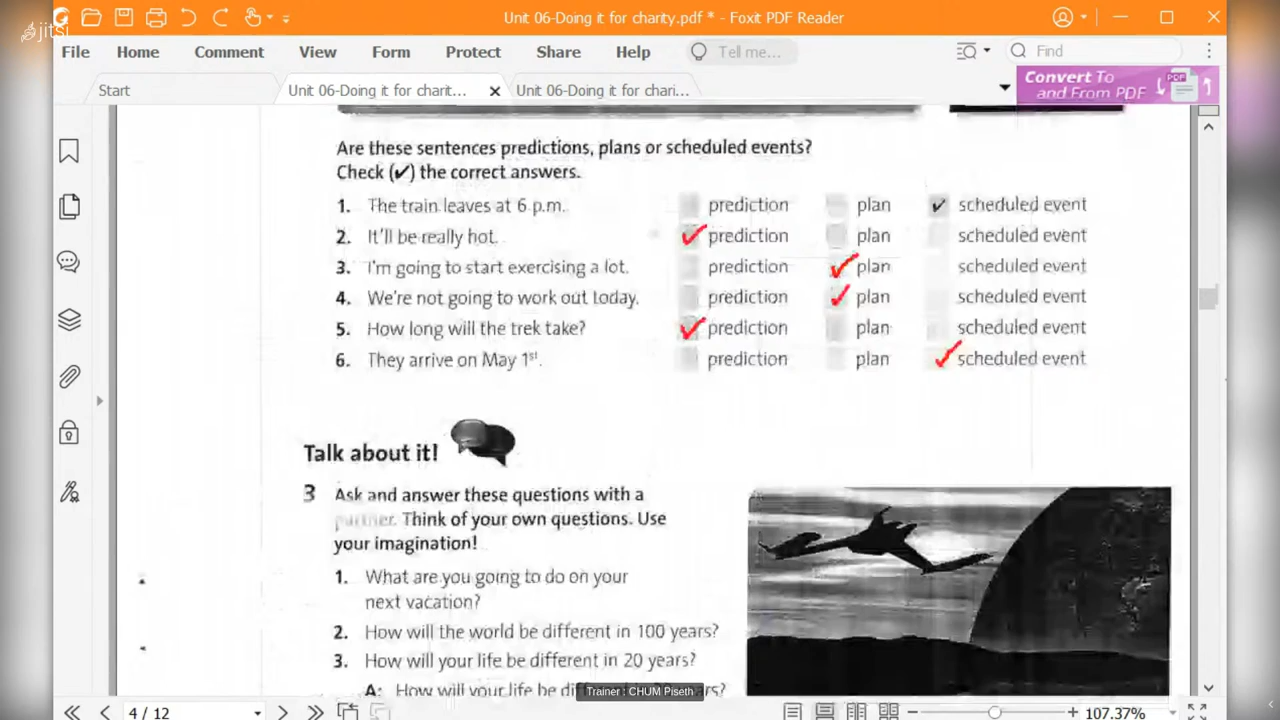 jitsi
Unit 06-Doing it for charity.pdf * - Foxit PDF Reader
File Home Comment View Form Protect Share Help Tell me... Find
Start Unit 06-Doing it for charit... Unit 06-Doing it for chari... Convert To
and From PDF
PDF
Are these sentences predictions, plans or scheduled events?
Check (✔) the correct answers.
1. The train leaves at 6 p.m. prediction plan ✔ scheduled event
2. It'll be really hot. ✓ prediction plan scheduled event
3. I'm going to start exercising a lot. prediction ✓ plan scheduled event
4. We're not going to work out today. prediction ✓ plan scheduled event
5. How long will the trek take? ✓ prediction plan scheduled event
6. They arrive on May 1st. prediction plan ✓ scheduled event
Talk about it!
3 Ask and answer these questions with a
partner. Think of your own questions. Use
your imagination!
1. What are you going to do on your
next vacation?
2. How will the world be different in 100 years?
3. How will your life be different in 20 years?
A: How will your life be different in 20 years?
Trainer : CHUM Piseth
4 / 12 107.37%